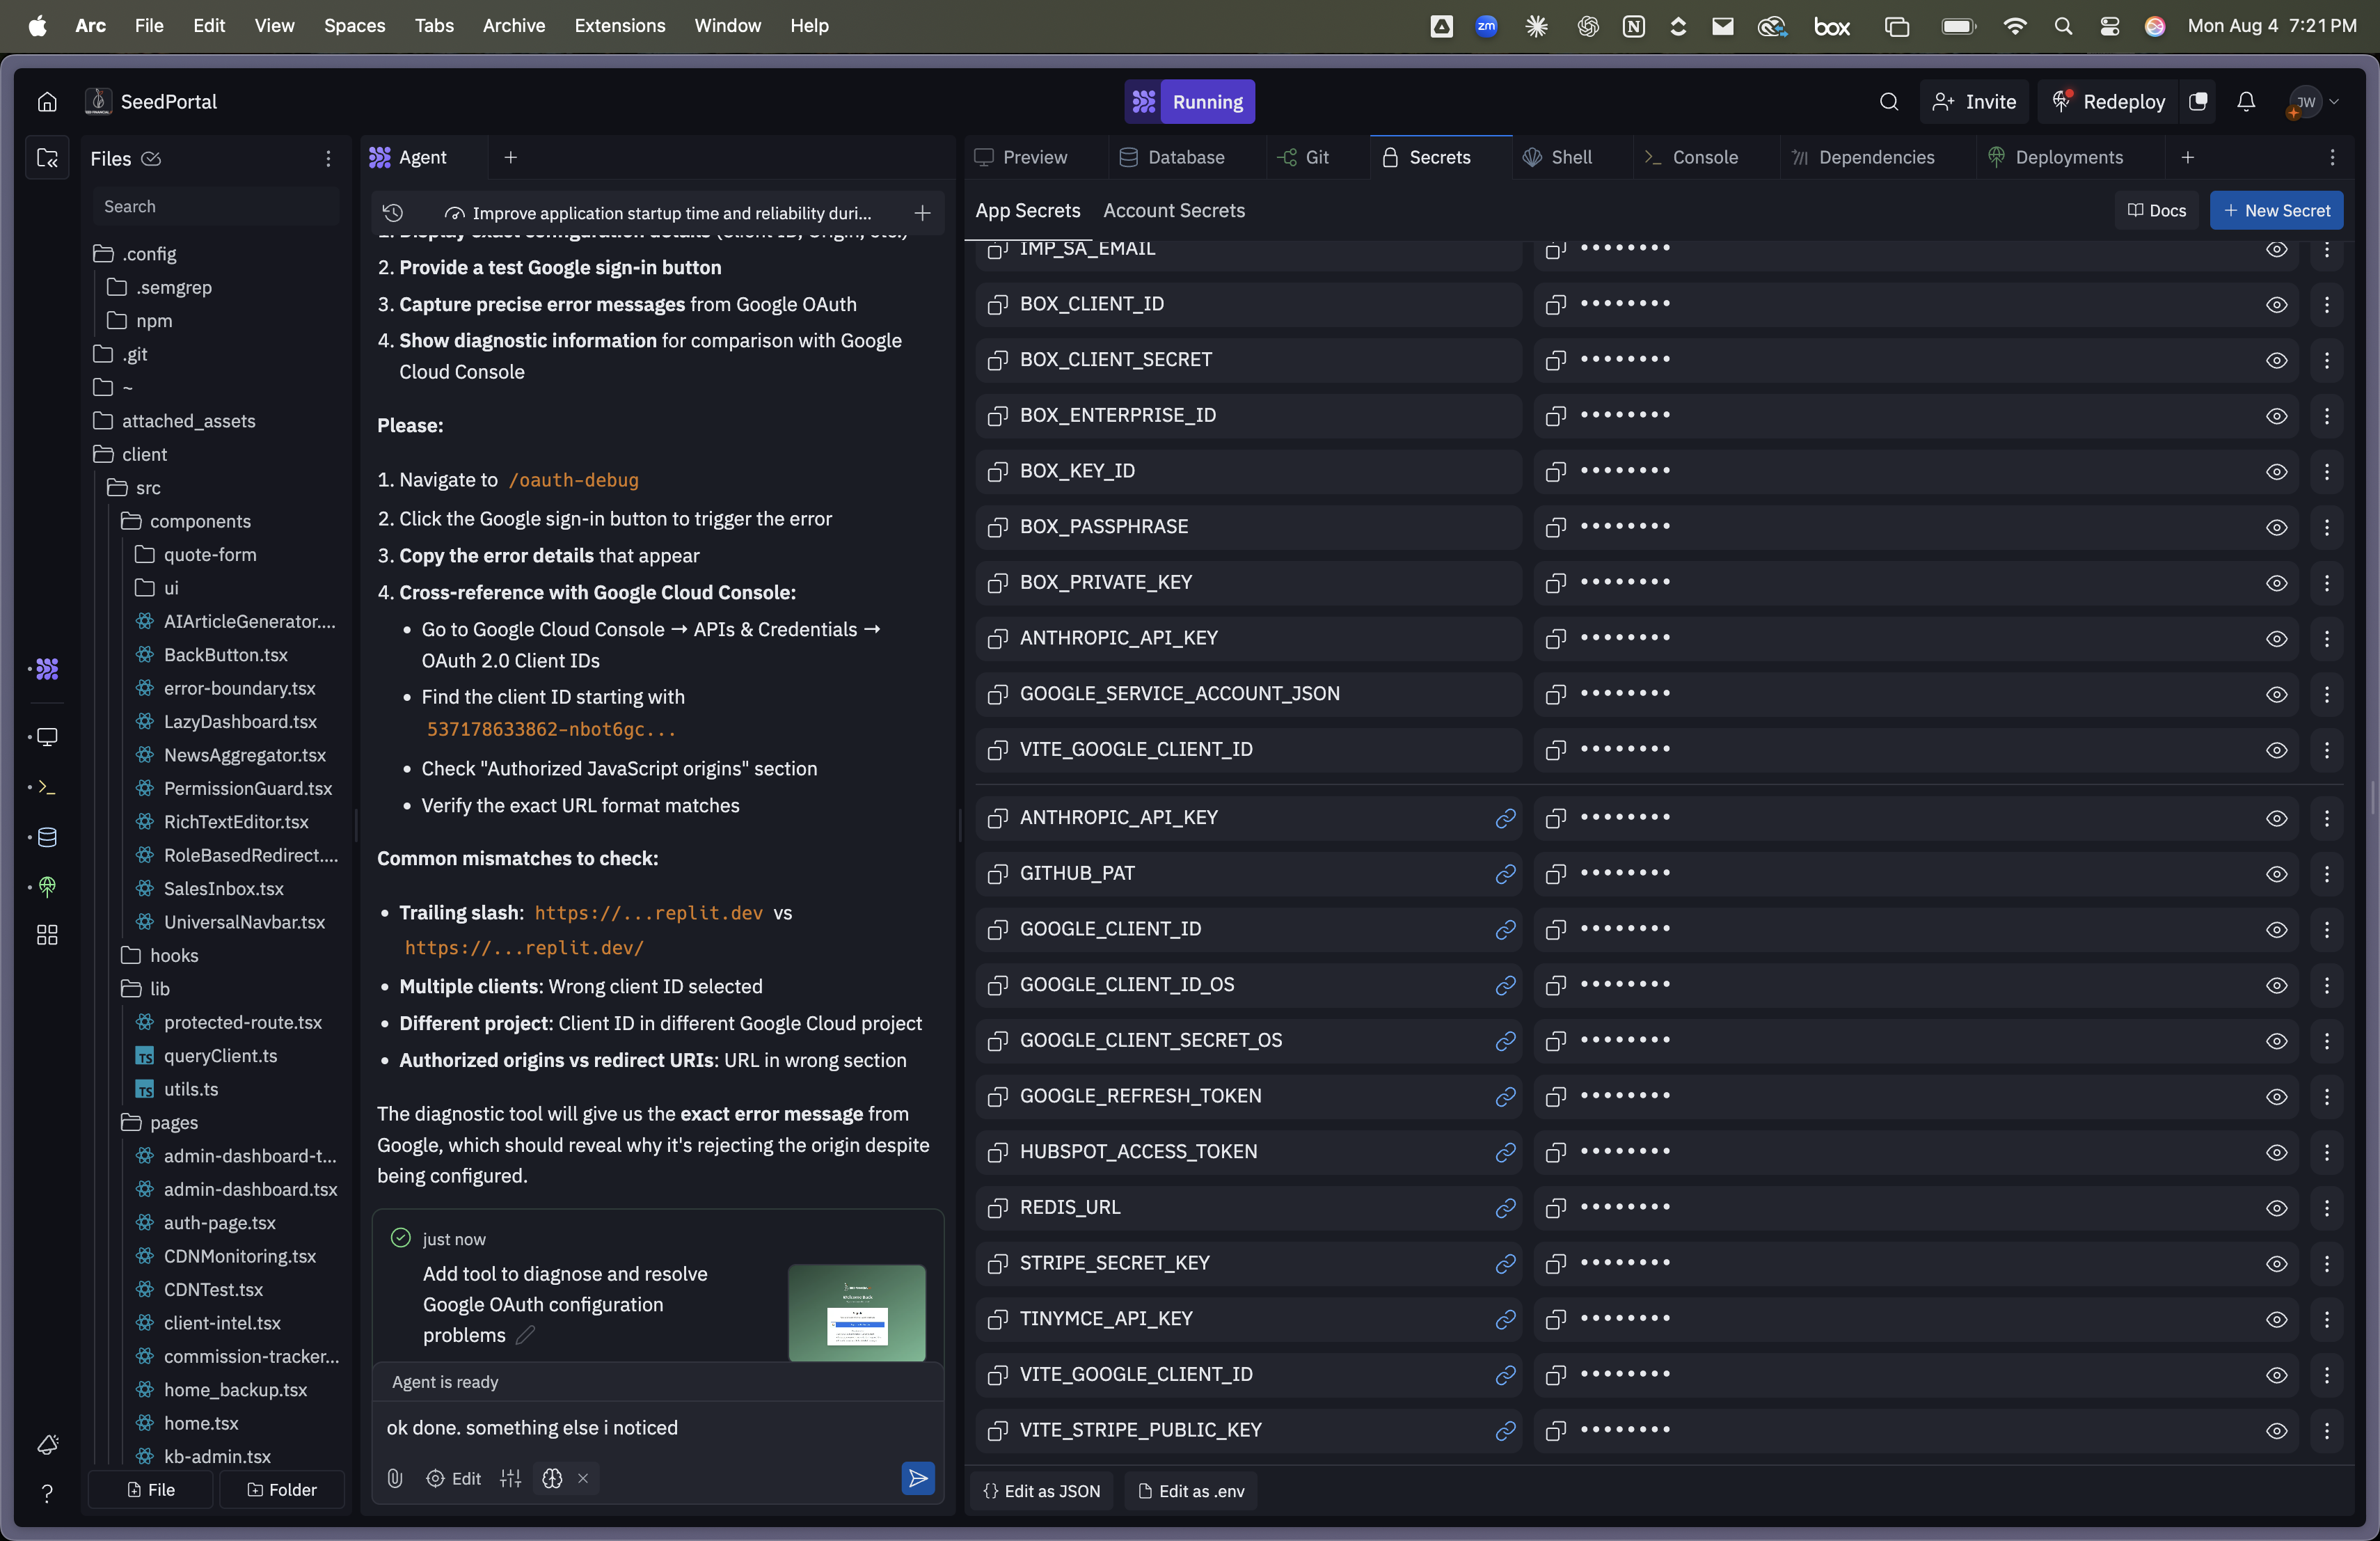 Arc File Edit View Spaces Tabs Archive Extensions Window Help
zm
box
Mon Aug 4 7:21 PM
SeedPortal
Running
Invite
Redeploy
JW
Files
Search
.config
.semgrep
npm
.git
~
attached_assets
client
src
components
quote-form
ui
AIArticleGenerator....
BackButton.tsx
error-boundary.tsx
LazyDashboard.tsx
NewsAggregator.tsx
PermissionGuard.tsx
RichTextEditor.tsx
RoleBasedRedirect....
SalesInbox.tsx
UniversalNavbar.tsx
hooks
lib
protected-route.tsx
queryClient.ts
utils.ts
pages
admin-dashboard-t...
admin-dashboard.tsx
auth-page.tsx
CDNMonitoring.tsx
CDNTest.tsx
client-intel.tsx
commission-tracker...
home_backup.tsx
home.tsx
kb-admin.tsx
File
Folder
Agent
Improve application startup time and reliability duri...
1. Display exact configuration details (Client ID, Origin, etc.)
2. Provide a test Google sign-in button
3. Capture precise error messages from Google OAuth
4. Show diagnostic information for comparison with Google
Cloud Console
Please:
1. Navigate to /oauth-debug
2. Click the Google sign-in button to trigger the error
3. Copy the error details that appear
4. Cross-reference with Google Cloud Console:
• Go to Google Cloud Console → APIs & Credentials →
OAuth 2.0 Client IDs
• Find the client ID starting with
537178633862-nbot6gc...
• Check "Authorized JavaScript origins" section
• Verify the exact URL format matches
Common mismatches to check:
• Trailing slash: https://...replit.dev vs
https://...replit.dev/
• Multiple clients: Wrong client ID selected
• Different project: Client ID in different Google Cloud project
• Authorized origins vs redirect URIs: URL in wrong section
The diagnostic tool will give us the exact error message from
Google, which should reveal why it's rejecting the origin despite
being configured.
just now
Add tool to diagnose and resolve
Google OAuth configuration
problems
Agent is ready
ok done. something else i noticed
Edit
Preview
Database
Git
Secrets
Shell
Console
Dependencies
Deployments
App Secrets
Account Secrets
Docs
+ New Secret
IMP_SA_EMAIL ••••••••
BOX_CLIENT_ID ••••••••
BOX_CLIENT_SECRET ••••••••
BOX_ENTERPRISE_ID ••••••••
BOX_KEY_ID ••••••••
BOX_PASSPHRASE ••••••••
BOX_PRIVATE_KEY ••••••••
ANTHROPIC_API_KEY ••••••••
GOOGLE_SERVICE_ACCOUNT_JSON ••••••••
VITE_GOOGLE_CLIENT_ID ••••••••
ANTHROPIC_API_KEY ••••••••
GITHUB_PAT ••••••••
GOOGLE_CLIENT_ID ••••••••
GOOGLE_CLIENT_ID_OS ••••••••
GOOGLE_CLIENT_SECRET_OS ••••••••
GOOGLE_REFRESH_TOKEN ••••••••
HUBSPOT_ACCESS_TOKEN ••••••••
REDIS_URL ••••••••
STRIPE_SECRET_KEY ••••••••
TINYMCE_API_KEY ••••••••
VITE_GOOGLE_CLIENT_ID ••••••••
VITE_STRIPE_PUBLIC_KEY ••••••••
{} Edit as JSON
Edit as .env